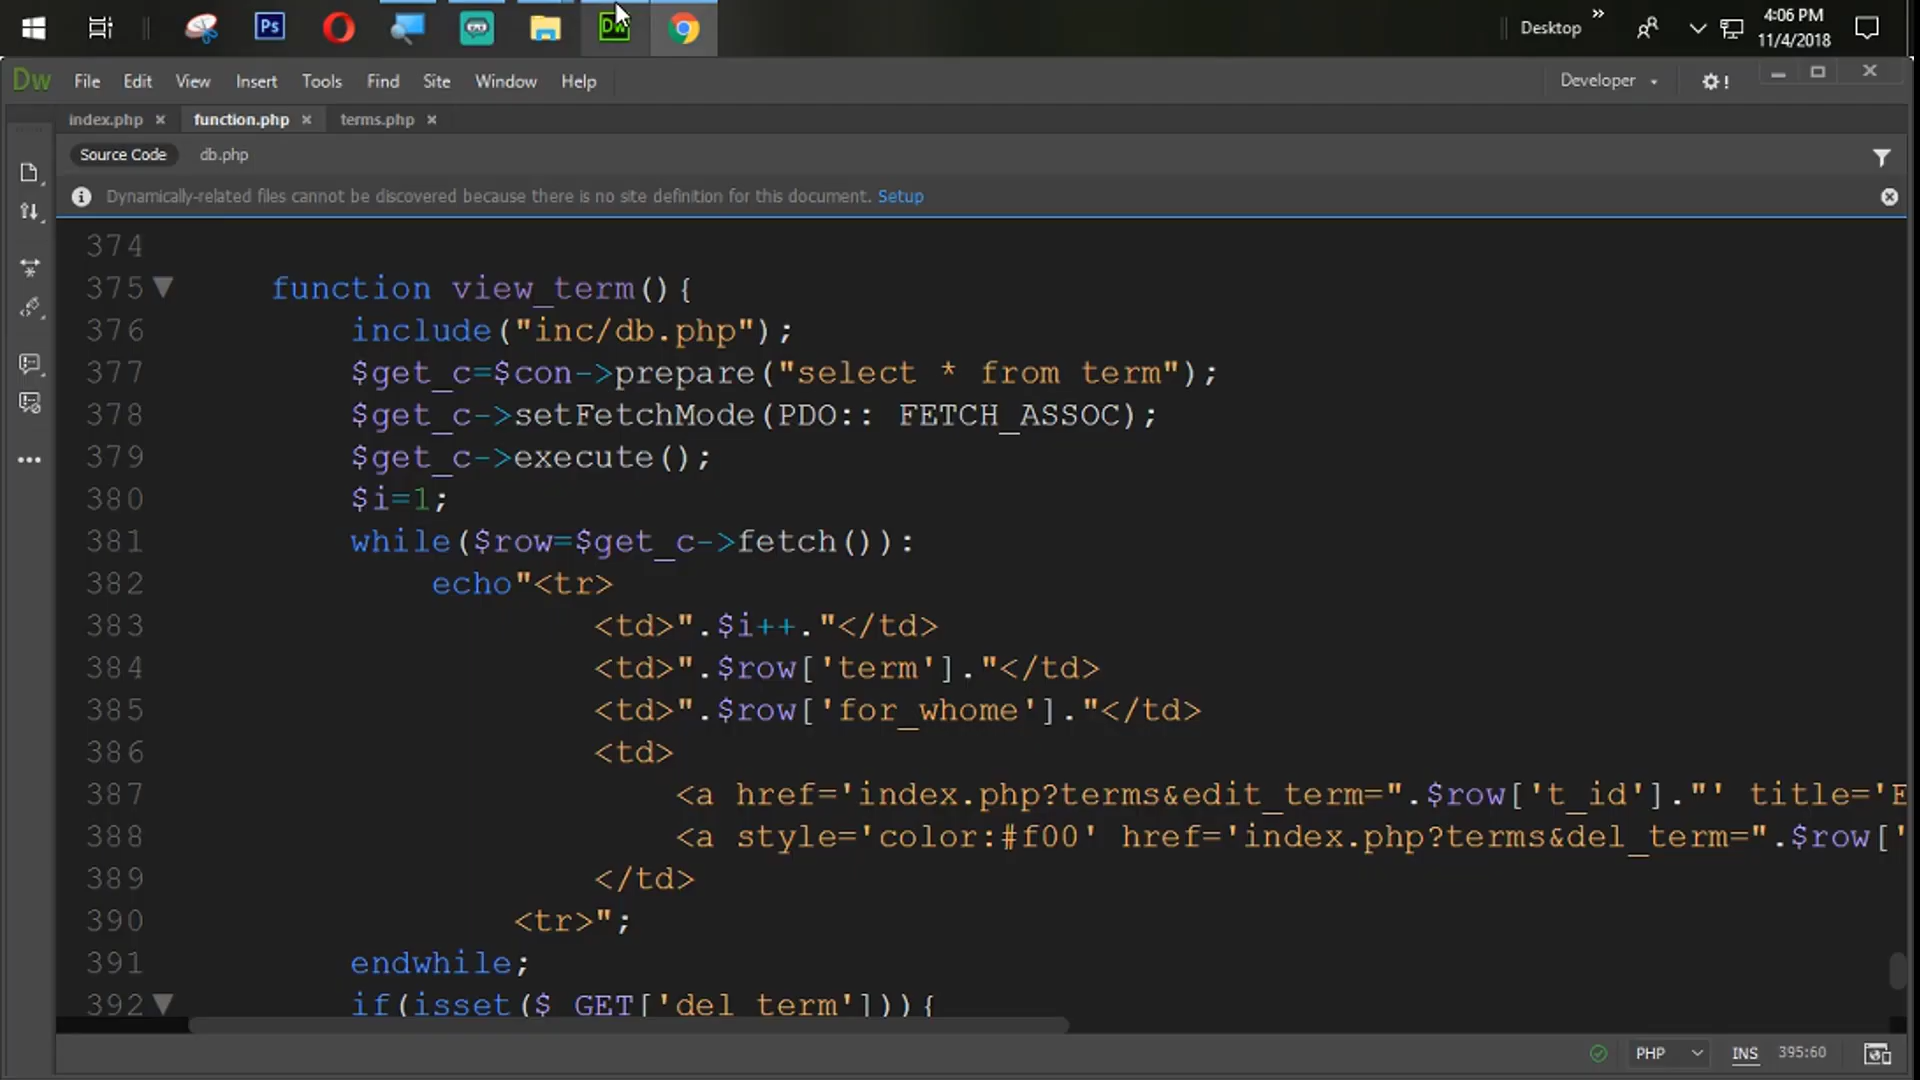 Ps
Dw
Desktop
4:06 PM
11/4/2018
Dw File Edit View Insert Tools Find Site Window Help Developer
index.php function.php terms.php
Source Code db.php
Dynamically-related files cannot be discovered because there is no site definition for this document. Setup
374
375 function view_term(){
376 include("inc/db.php");
377 $get_c=$con->prepare("select * from term");
378 $get_c->setFetchMode(PDO:: FETCH_ASSOC);
379 $get_c->execute();
380 $i=1;
381 while($row=$get_c->fetch()):
382 echo"<tr>
383 <td>".$i++."</td>
384 <td>".$row['term']."</td>
385 <td>".$row['for_whome']."</td>
386 <td>
387 <a href='index.php?terms&edit_term=".$row['t_id']."' title='E
388 <a style='color:#f00' href='index.php?terms&del_term=".$row['
389 </td>
390 <tr>";
391 endwhile;
392 if(isset($_GET['del_term'])){
PHP INS 395:60